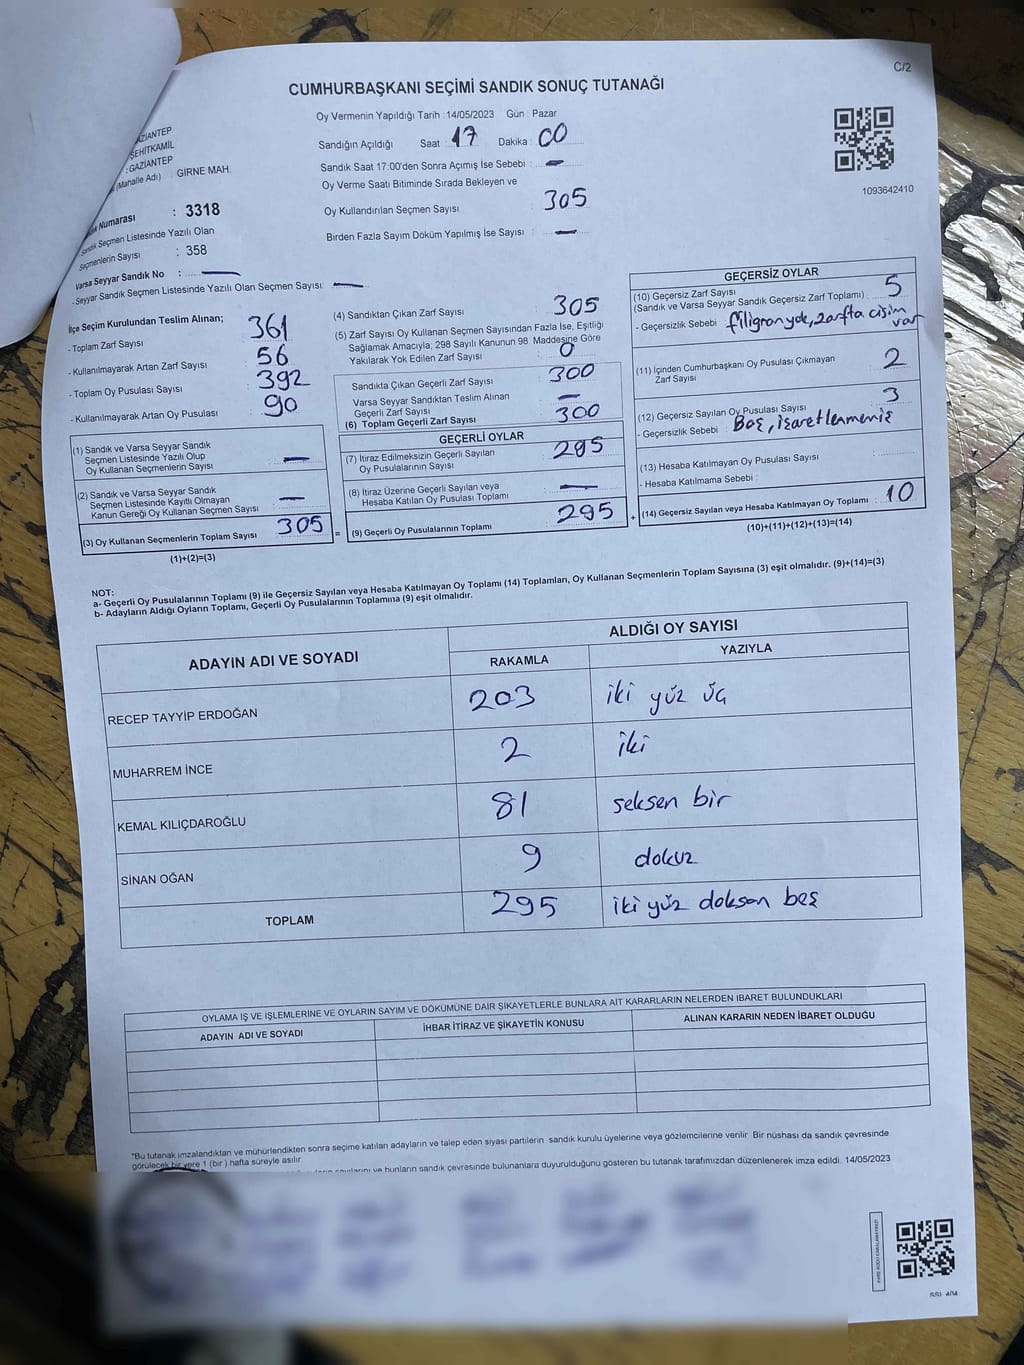 C/2
CUMHURBAŞKANI SEÇİMİ SANDIK SONUÇ TUTANAĞI
Oy Vermenin Yapıldığı Tarih : 14/05/2023 Gün : Pazar
Sandığın Açıldığı Saat 17 Dakika : 00
Sandık Saat 17:00'den Sonra Açımış İse Sebebi : —
Oy Verme Saati Bitiminde Sırada Bekleyen ve
Oy Kullandırılan Seçmen Sayısı : 305
Birden Fazla Sayım Döküm Yapılmış İse Sayısı : —
1093642410
GAZİANTEP
ŞEHİTKAMİL
: GAZİANTEP
(Mahalle Adı) GİRNE MAH.
Numarası : 3318
Sandık Seçmen Listesinde Yazılı Olan
Seçmenlerin Sayısı : 358
Varsa Seyyar Sandık No : —
- Seyyar Sandık Seçmen Listesinde Yazılı Olan Seçmen Sayısı: —
İlçe Seçim Kurulundan Teslim Alınan;
- Toplam Zarf Sayısı 361
- Kullanılmayarak Artan Zarf Sayısı 56
- Toplam Oy Pusulası Sayısı 392
- Kullanılmayarak Artan Oy Pusulası 90
(1) Sandık ve Varsa Seyyar Sandık
Seçmen Listesinde Yazılı Olup
Oy Kullanan Seçmenlerin Sayısı —
(2) Sandık ve Varsa Seyyar Sandık
Seçmen Listesinde Kayıtlı Olmayan
Kanun Gereği Oy Kullanan Seçmen Sayısı —
(3) Oy Kullanan Seçmenlerin Toplam Sayısı 305
(1)+(2)=(3)
(4) Sandıktan Çıkan Zarf Sayısı 305
(5) Zarf Sayısı Oy Kullanan Seçmen Sayısından Fazla İse, Eşitliği
Sağlamak Amacıyla; 298 Sayılı Kanunun 98. Maddesine Göre
Yakılarak Yok Edilen Zarf Sayısı : 0
Sandıkta Çıkan Geçerli Zarf Sayısı 300
Varsa Seyyar Sandıktan Teslim Alınan
Geçerli Zarf Sayısı : —
(6) Toplam Geçerli Zarf Sayısı 300
GEÇERLİ OYLAR
(7) İtiraz Edilmeksizin Geçerli Sayılan
Oy Pusulalarının Sayısı 295
(8) İtiraz Üzerine Geçerli Sayılan veya
Hesaba Katılan Oy Pusulası Toplamı —
= (9) Gecerli Oy Pusulalarının Toplamı 295 +
GEÇERSİZ OYLAR
(10) Geçersiz Zarf Sayısı
(Sandık ve Varsa Seyyar Sandık Geçersiz Zarf Toplamı) 5
- Geçersizlik Sebebi : filigron yok, zarfta cisim var
(11) İçinden Cumhurbaşkanı Oy Pusulası Çıkmayan
Zarf Sayısı 2
(12) Geçersiz Sayılan Oy Pusulası Sayısı 3
- Geçersizlik Sebebi : Boş, işaretlenmemiş
(13) Hesaba Katılmayan Oy Pusulası Sayısı :
- Hesaba Katılmama Sebebi :
(14) Geçersiz Sayılan veya Hesaba Katılmayan Oy Toplamı : 10
(10)+(11)+(12)+(13)=(14)
NOT:
a- Geçerli Oy Pusulalarının Toplamı (9) ile Geçersiz Sayılan veya Hesaba Katılmayan Oy Toplamı (14) Toplamları, Oy Kullanan Seçmenlerin Toplam Sayısına (3) eşit olmalıdır. (9)+(14)=(3)
b- Adayların Aldığı Oyların Toplamı, Geçerli Oy Pusulalarının Toplamına (9) eşit olmalıdır.
ADAYIN ADI VE SOYADI ALDIĞI OY SAYISI
RAKAMLA YAZIYLA
RECEP TAYYİP ERDOĞAN 203 iki yüz üç
MUHARREM İNCE 2 iki
KEMAL KILIÇDAROĞLU 81 seksen bir
SİNAN OĞAN 9 dokuz
TOPLAM 295 iki yüz doksan beş
OYLAMA İŞ VE İŞLEMLERİNE VE OYLARIN SAYIM VE DÖKÜMÜNE DAİR ŞİKAYETLERLE BUNLARA AİT KARARLARIN NELERDEN İBARET BULUNDUKLARI
ADAYIN ADI VE SOYADI İHBAR İTİRAZ VE ŞİKAYETİN KONUSU ALINAN KARARIN NEDEN İBARET OLDUĞU
*Bu tutanak imzalandıktan ve mühürlendikten sonra seçime katılan adayların ve talep eden siyasi partilerin sandık kurulu üyelerine veya gözlemcilerine verilir. Bir nüshası da sandık çevresinde
görülecek bir yere 1 (bir) hafta süreyle asılır.
ve bunların sandık çevresinde bulunanlara duyurulduğunu gösteren bu tutanak tarafımızdan düzenlenerek imza edildi. 14/05/2023